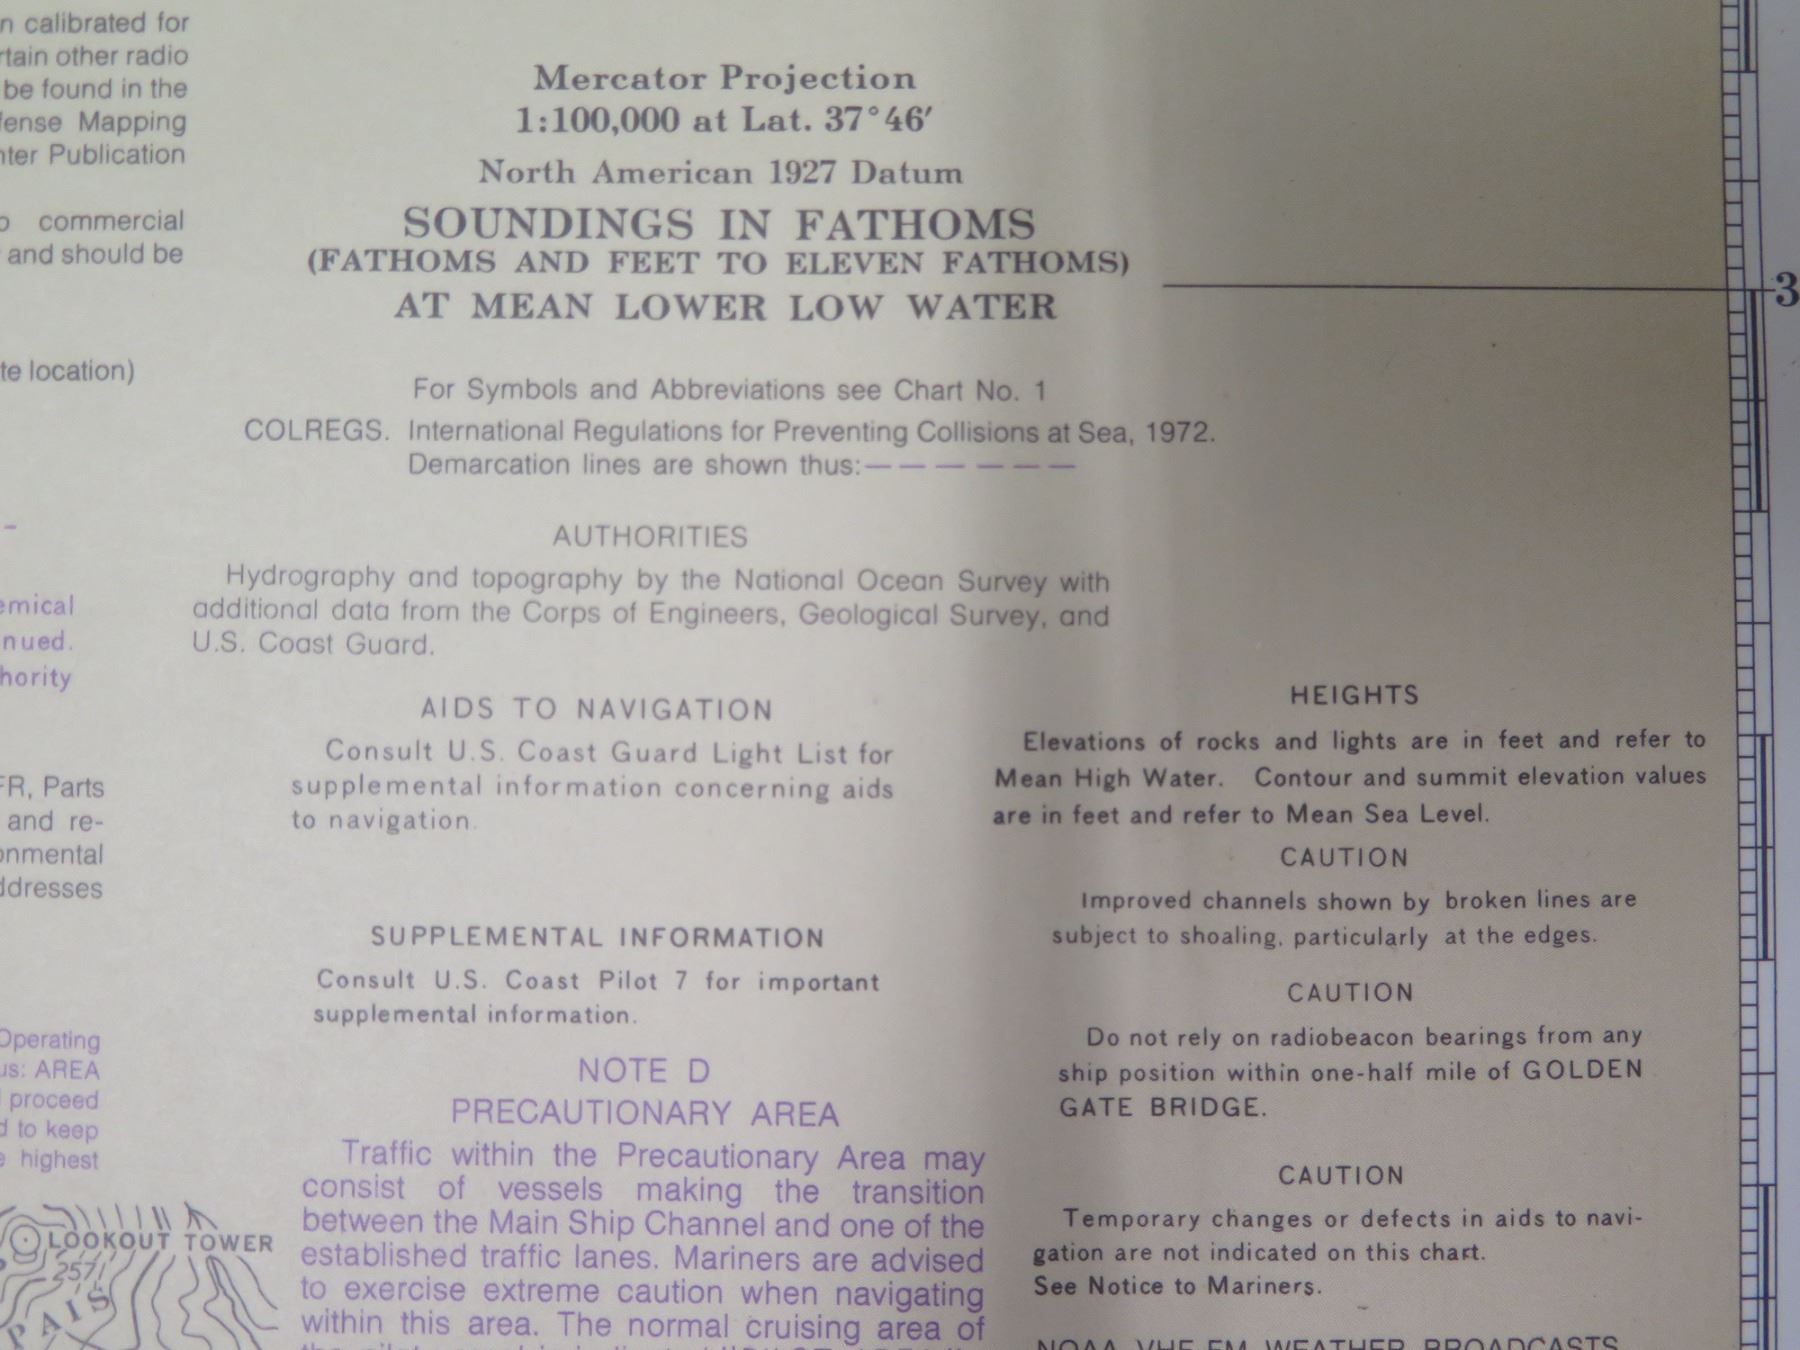 calibrated for
other radio
be found in the
Mapping
Publication
commercial
and should be
location)
and re-
Operating
AREA
proceed
to keep
highest
Mercator Projection
1:100,000 at Lat. 37°46′
North American 1927 Datum
SOUNDINGS IN FATHOMS
(FATHOMS AND FEET TO ELEVEN FATHOMS)
AT MEAN LOWER LOW WATER
For Symbols and Abbreviations see Chart No. 1
COLREGS. International Regulations for Preventing Collisions at Sea, 1972.
Demarcation lines are shown thus:— — — — — —
AUTHORITIES
Hydrography and topography by the National Ocean Survey with
additional data from the Corps of Engineers, Geological Survey, and
U.S. Coast Guard.
AIDS TO NAVIGATION
Consult U.S. Coast Guard Light List for
supplemental information concerning aids
to navigation.
SUPPLEMENTAL INFORMATION
Consult U.S. Coast Pilot 7 for important
supplemental information.
NOTE D
PRECAUTIONARY AREA
Traffic within the Precautionary Area may
consist of vessels making the transition
between the Main Ship Channel and one of the
established traffic lanes. Mariners are advised
to exercise extreme caution when navigating
within this area. The normal cruising area of
LOOKOUT TOWER
2571
PAIS
HEIGHTS
Elevations of rocks and lights are in feet and refer to
Mean High Water. Contour and summit elevation values
are in feet and refer to Mean Sea Level.
CAUTION
Improved channels shown by broken lines are
subject to shoaling, particularly at the edges.
CAUTION
Do not rely on radiobeacon bearings from any
ship position within one-half mile of GOLDEN
GATE BRIDGE.
CAUTION
Temporary changes or defects in aids to navi-
gation are not indicated on this chart.
See Notice to Mariners.
NOAA VHF-FM WEATHER BROADCASTS
3